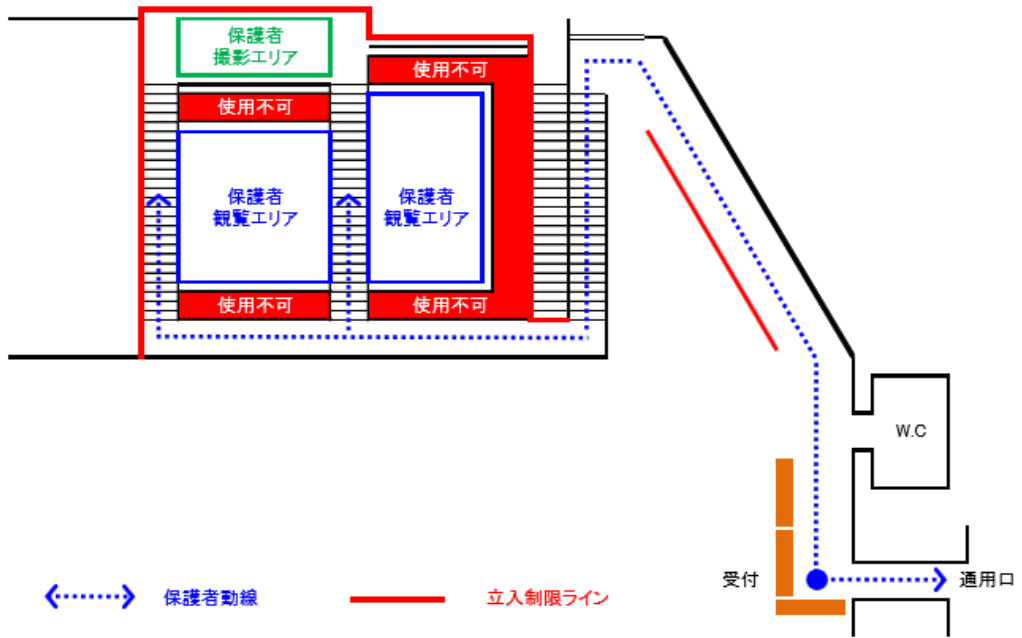 保護者
撮影エリア
使用不可
使用不可
保護者
観覧エリア
保護者
観覧エリア
使用不可
使用不可
W.C
受付
通用口
保護者動線
立入制限ライン